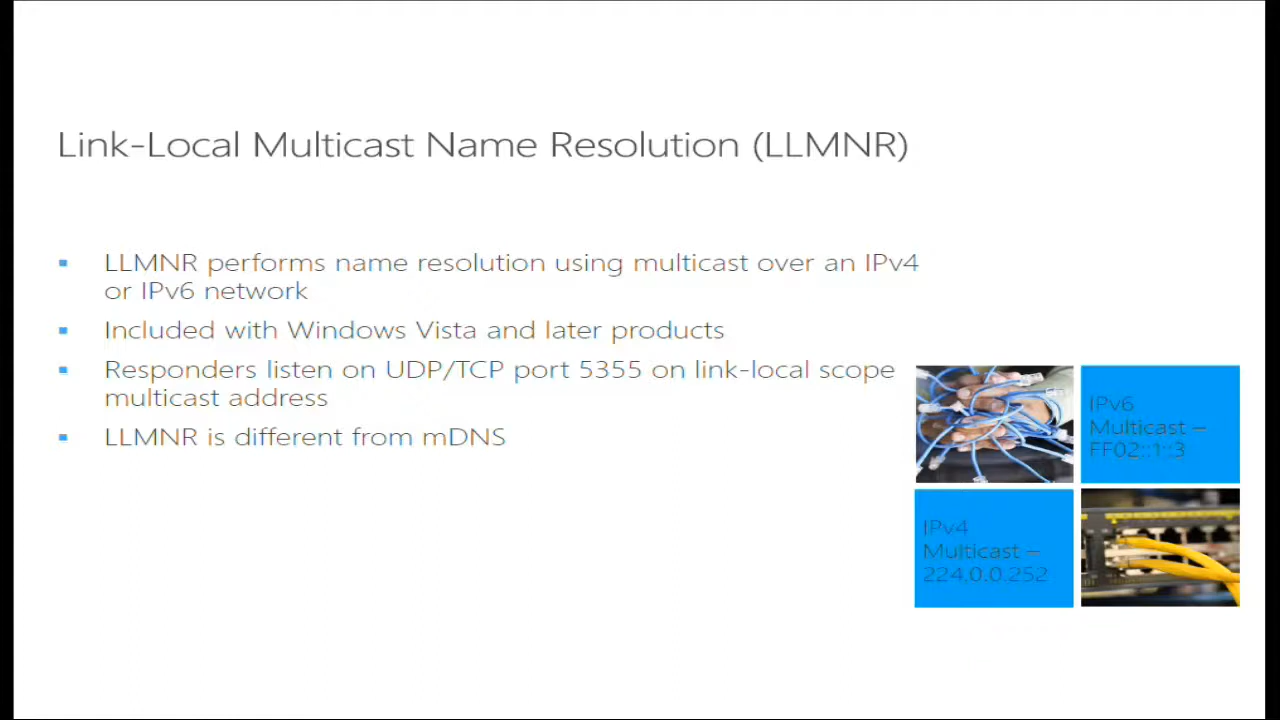 Link-Local Multicast Name Resolution (LLMNR)
LLMNR performs name resolution using multicast over an IPv4
or IPv6 network
Included with Windows Vista and later products
Responders listen on UDP/TCP port 5355 on link-local scope
multicast address
LLMNR is different from mDNS
IPv6
Multicast –
FF02::1::3
IPv4
Multicast –
224.0.0.252